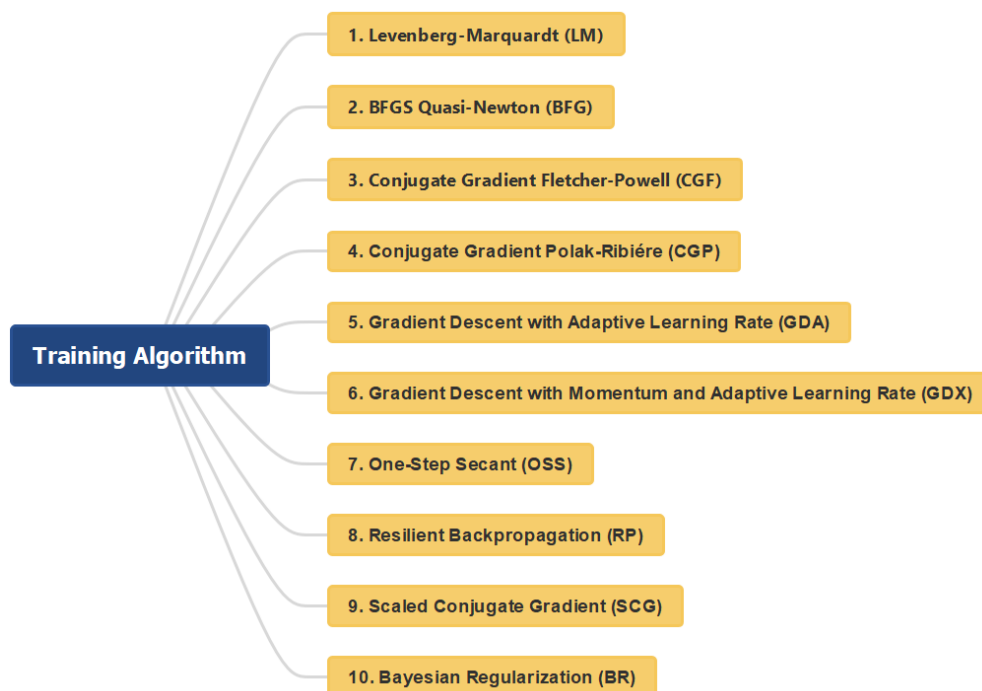 1. Levenberg-Marquardt (LM)
2. BFGS Quasi-Newton (BFG)
3. Conjugate Gradient Fletcher-Powell (CGF)
4. Conjugate Gradient Polak-Ribiére (CGP)
5. Gradient Descent with Adaptive Learning Rate (GDA)
Training Algorithm
6. Gradient Descent with Momentum and Adaptive Learning Rate (GDX)
7. One-Step Secant (OSS)
8. Resilient Backpropagation (RP)
9. Scaled Conjugate Gradient (SCG)
10. Bayesian Regularization (BR)